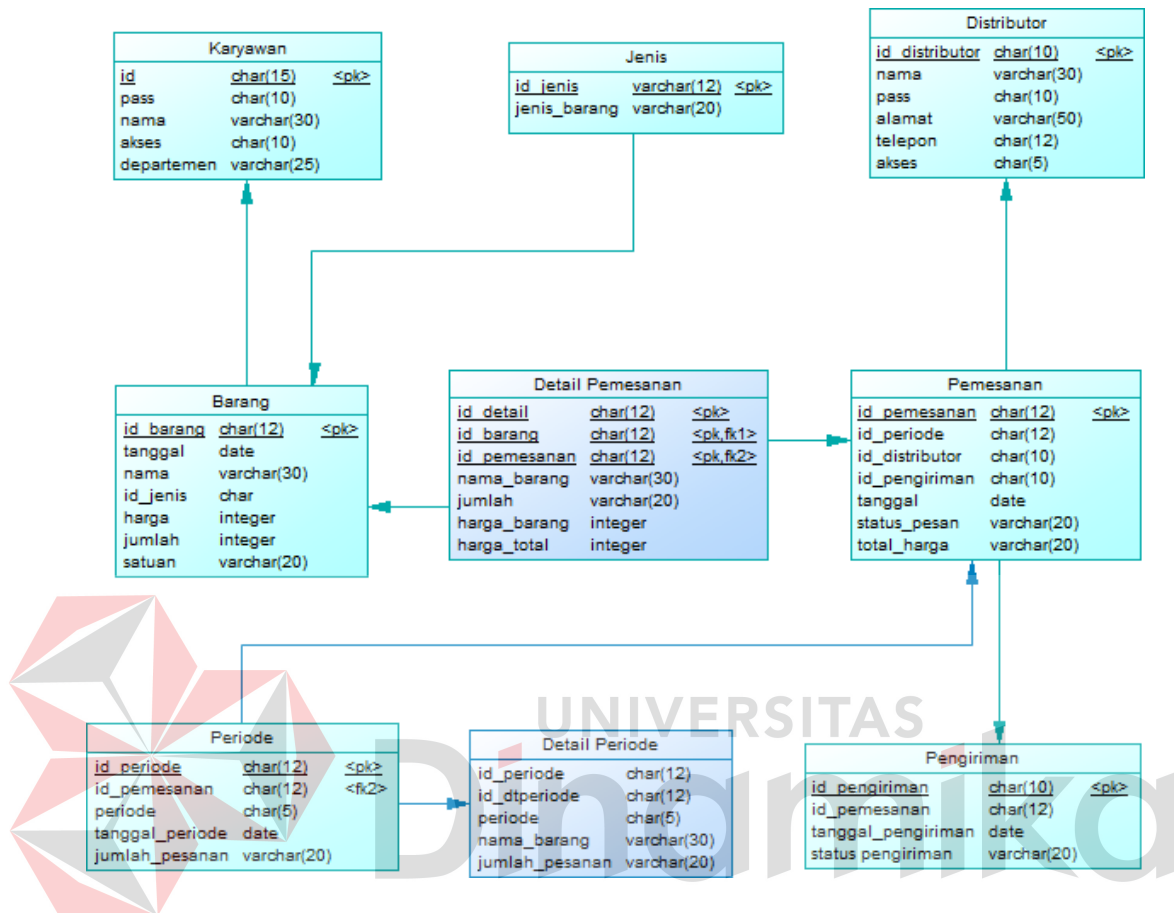 Karyawan
id char(15) <pk>
pass char(10)
nama varchar(30)
akses char(10)
departemen varchar(25)
Jenis
id_jenis varchar(12) <pk>
jenis_barang varchar(20)
Distributor
id_distributor char(10) <pk>
nama varchar(30)
pass char(10)
alamat varchar(50)
telepon char(12)
akses char(5)
Barang
id_barang char(12) <pk>
tanggal date
nama varchar(30)
id_jenis char
harga integer
jumlah integer
satuan varchar(20)
Detail Pemesanan
id_detail char(12) <pk>
id_barang char(12) <pk,fk1>
id_pemesanan char(12) <pk,fk2>
nama_barang varchar(30)
jumlah varchar(20)
harga_barang integer
harga_total integer
Pemesanan
id_pemesanan char(12) <pk>
id_periode char(12)
id_distributor char(10)
id_pengiriman char(10)
tanggal date
status_pesan varchar(20)
total_harga varchar(20)
Periode
id_periode char(12) <pk>
id_pemesanan char(12) <fk2>
periode char(5)
tanggal_periode date
jumlah_pesanan varchar(20)
Detail Periode
id_periode char(12)
id_dtperiode char(12)
periode char(5)
nama_barang varchar(30)
jumlah_pesanan varchar(20)
Pengiriman
id_pengiriman char(10) <pk>
id_pemesanan char(12)
tanggal_pengiriman date
status pengiriman varchar(20)
UNIVERSITAS
Dinamika